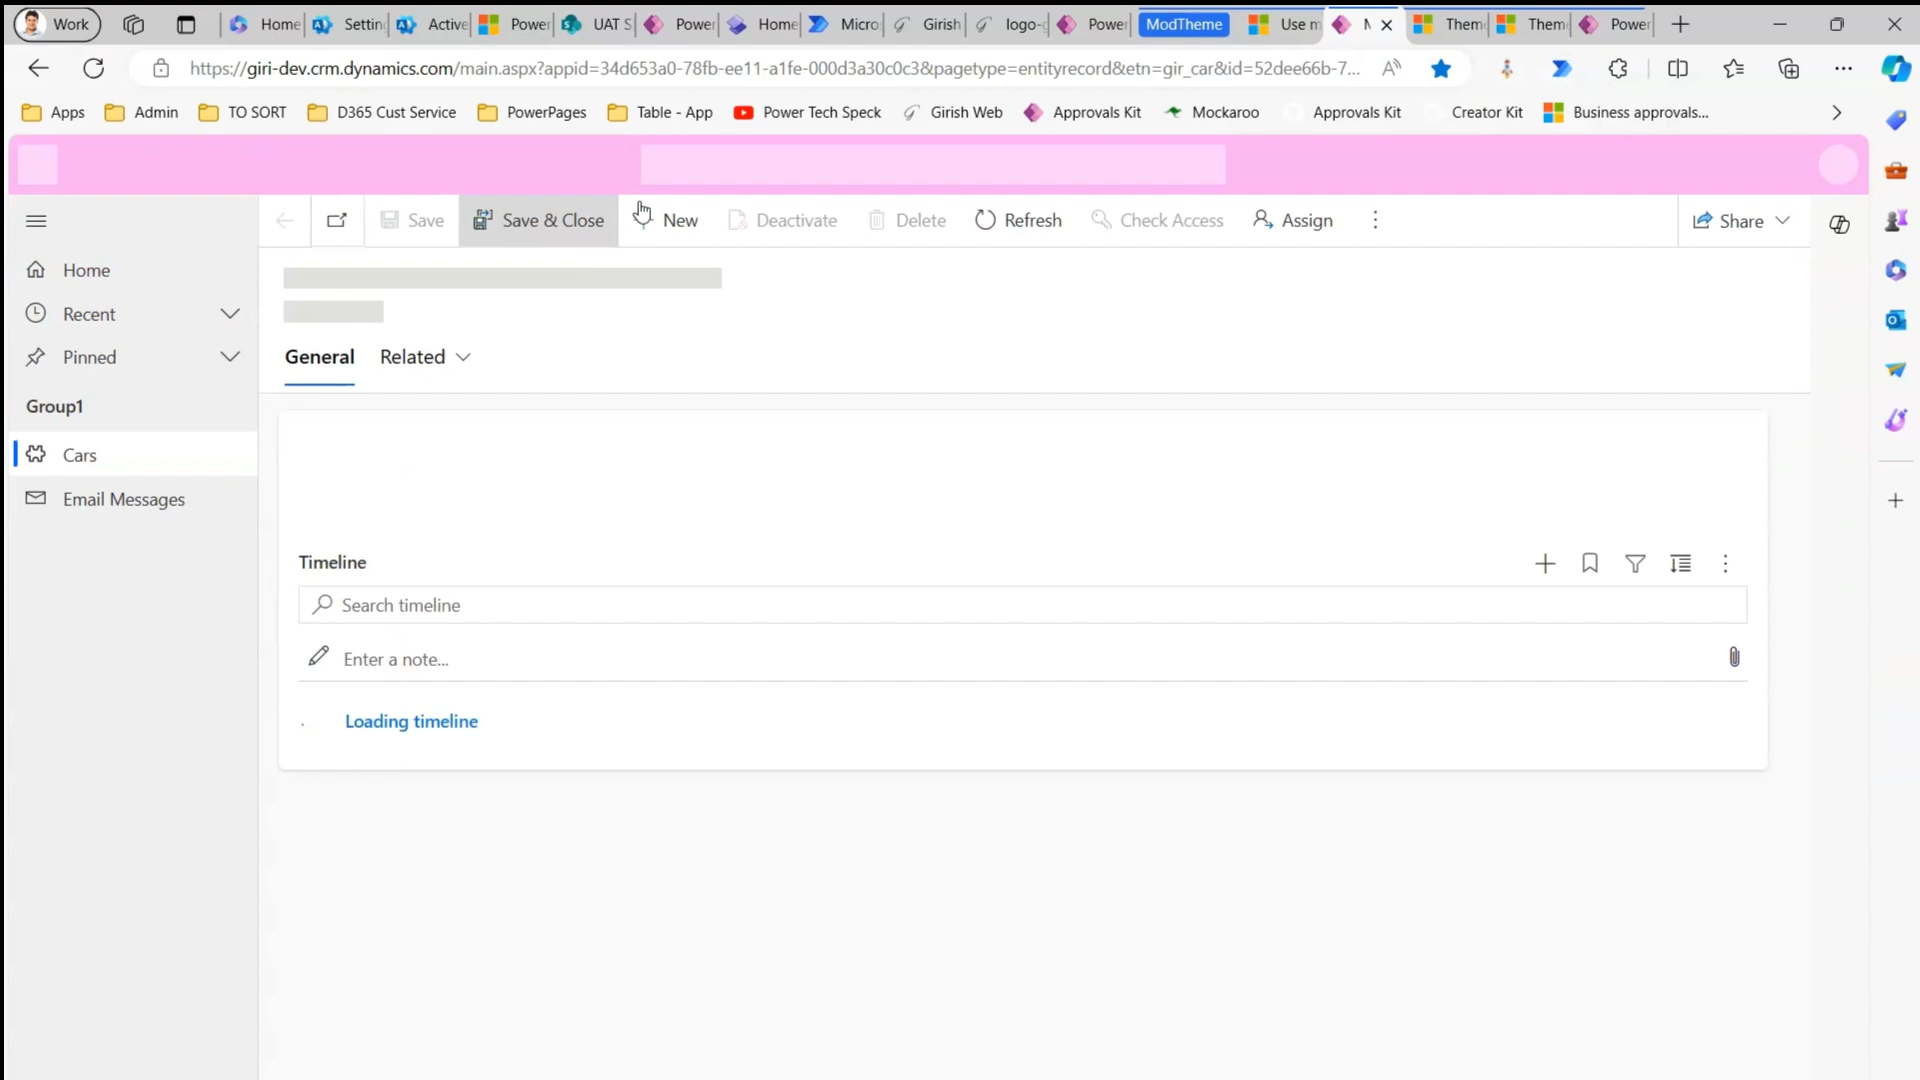 Work Home Settin Active Power UAT S Power Home Micro Girish logo- Power ModTheme Use m M Them Them Power
https://giri-dev.crm.dynamics.com/main.aspx?appid=34d653a0-78fb-ee11-a1fe-000d3a30c0c3&pagetype=entityrecord&etn=gir_car&id=52dee66b-7...
Apps Admin TO SORT D365 Cust Service PowerPages Table - App Power Tech Speck Girish Web Approvals Kit Mockaroo Approvals Kit Creator Kit Business approvals...
Save Save & Close New Deactivate Delete Refresh Check Access Assign Share
Home
Recent
Pinned
General Related
Group1
Cars
Email Messages
Timeline
Search timeline
Enter a note...
Loading timeline